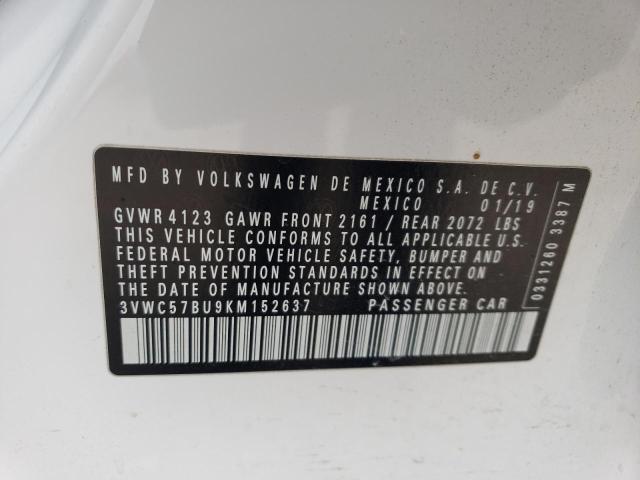 MFD BY VOLKSWAGEN DE MEXICO S.A. DE C.V.
MEXICO 01/19
GVWR 4123 GAWR FRONT 2161 / REAR 2072 LBS
THIS VEHICLE CONFORMS TO ALL APPLICABLE U.S.
FEDERAL MOTOR VEHICLE SAFETY, BUMPER AND
THEFT PREVENTION STANDARDS IN EFFECT ON
THE DATE OF MANUFACTURE SHOWN ABOVE.
3VWC57BU9KM152637 PASSENGER CAR
0331260 3387 M